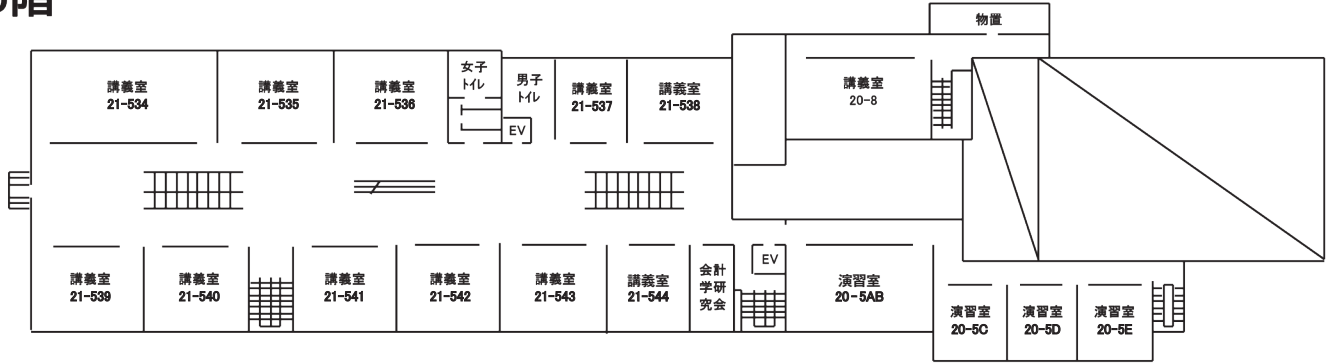 階
物置
講義室
21-534
講義室
21-535
講義室
21-536
女子
トイレ
男子
トイレ
EV
講義室
21-537
講義室
21-538
講義室
20-8
講義室
21-539
講義室
21-540
講義室
21-541
講義室
21-542
講義室
21-543
講義室
21-544
会計
学研
究会
EV
演習室
20-5AB
演習室
20-5C
演習室
20-5D
演習室
20-5E